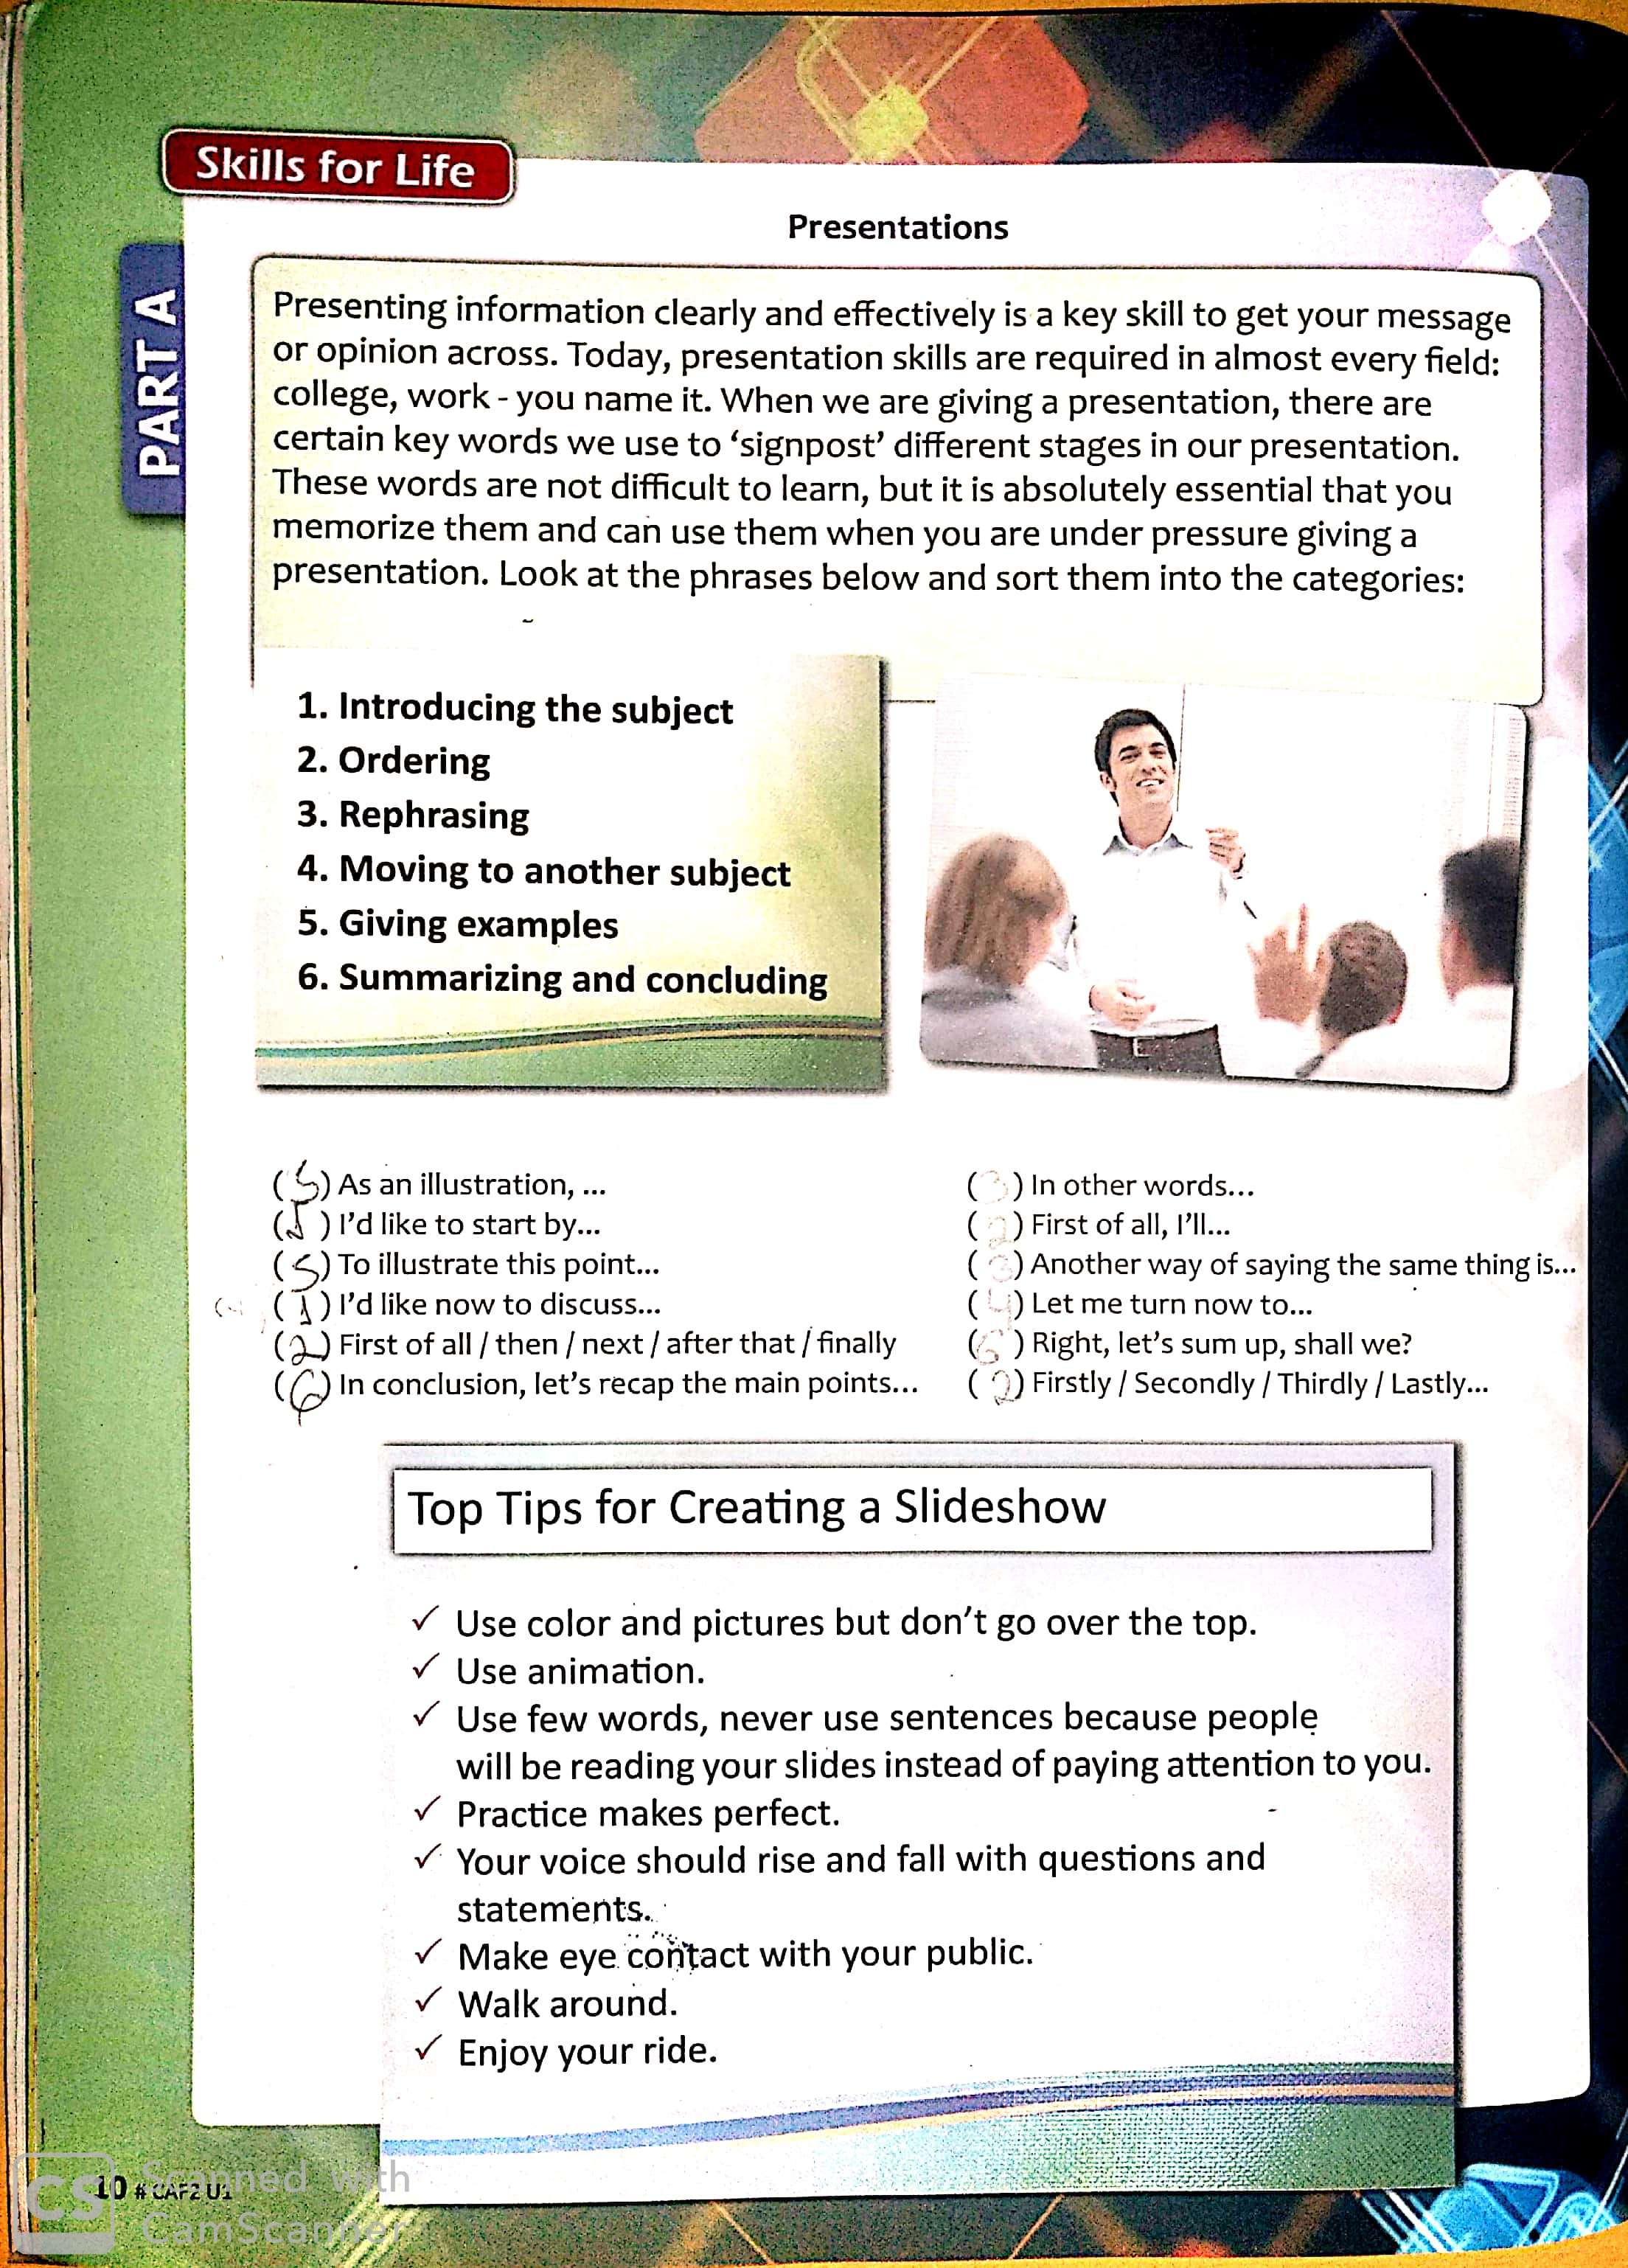 Skills for Life
Presentations
PART A
Presenting information clearly and effectively is a key skill to get your message
or opinion across. Today, presentation skills are required in almost every field:
college, work - you name it. When we are giving a presentation, there are
certain key words we use to ‘signpost’ different stages in our presentation.
These words are not difficult to learn, but it is absolutely essential that you
memorize them and can use them when you are under pressure giving a
presentation. Look at the phrases below and sort them into the categories:
1. Introducing the subject
2. Ordering
3. Rephrasing
4. Moving to another subject
5. Giving examples
6. Summarizing and concluding
(5) As an illustration, ...
(1) I’d like to start by...
(5) To illustrate this point...
(1) I’d like now to discuss...
(2) First of all / then / next / after that / finally
(6) In conclusion, let’s recap the main points...
(3) In other words...
(2) First of all, I’ll...
(3) Another way of saying the same thing is...
(4) Let me turn now to...
(6) Right, let’s sum up, shall we?
(2) Firstly / Secondly / Thirdly / Lastly...
Top Tips for Creating a Slideshow
✓ Use color and pictures but don’t go over the top.
✓ Use animation.
✓ Use few words, never use sentences because people
will be reading your slides instead of paying attention to you.
✓ Practice makes perfect.
✓ Your voice should rise and fall with questions and
statements.
✓ Make eye contact with your public.
✓ Walk around.
✓ Enjoy your ride.
10 # CAF2 U1
CS Scanned with
CamScanner